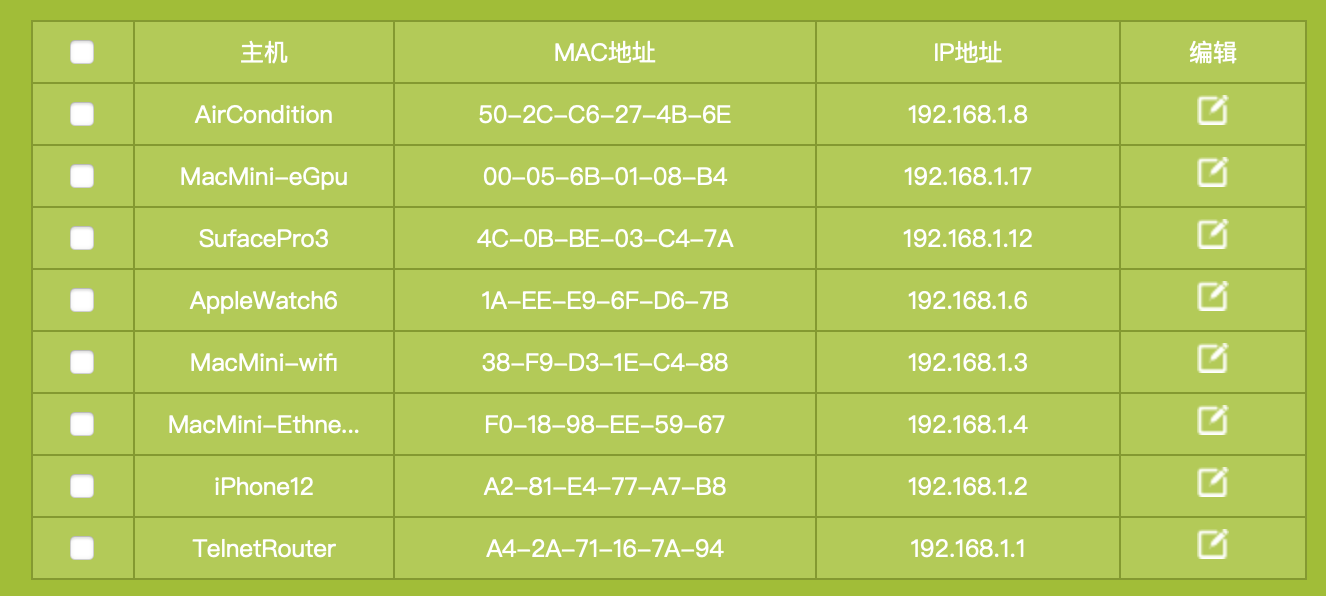 主机 MAC地址 IP地址 编辑
AirCondition 50-2C-C6-27-4B-6E 192.168.1.8
MacMini-eGpu 00-05-6B-01-08-B4 192.168.1.17
SufacePro3 4C-0B-BE-03-C4-7A 192.168.1.12
AppleWatch6 1A-EE-E9-6F-D6-7B 192.168.1.6
MacMini-wifi 38-F9-D3-1E-C4-88 192.168.1.3
MacMini-Ethne... F0-18-98-EE-59-67 192.168.1.4
iPhone12 A2-81-E4-77-A7-B8 192.168.1.2
TelnetRouter A4-2A-71-16-7A-94 192.168.1.1